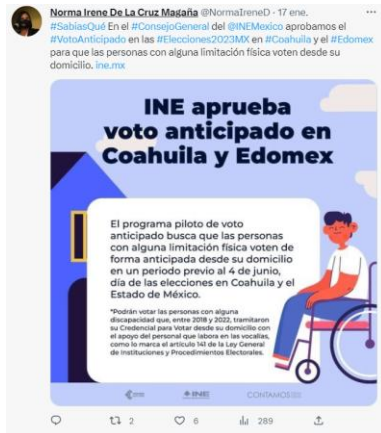 Norma Irene De La Cruz Magaña @NormaIreneD · 17 ene.
#SabíasQué En el #ConsejoGeneral del @INEMexico aprobamos el
#VotoAnticipado en las #Elecciones2023MX en #Coahuila y el #Edomex
para que las personas con alguna limitación física voten desde su
domicilio. ine.mx
INE aprueba
voto anticipado en
Coahuila y Edomex
El programa piloto de voto
anticipado busca que las personas
con alguna limitación física voten de
forma anticipada desde su domicilio
en un periodo previo al 4 de junio,
día de las elecciones en Coahuila y el
Estado de México.
*Podrán votar las personas con alguna
discapacidad que, entre 2018 y 2022, tramitaron
su Credencial para Votar desde su domicilio con
el apoyo del personal que labora en las vocalías,
como lo marca el artículo 141 de la Ley General
de Instituciones y Procedimientos Electorales.
INE
2 6 289